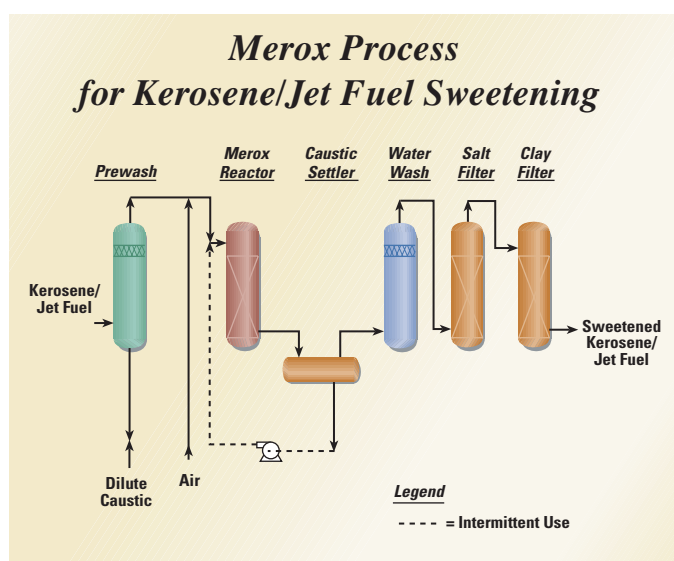 Merox Process
for Kerosene/Jet Fuel Sweetening
Prewash
Merox
Reactor
Caustic
Settler
Water
Wash
Salt
Filter
Clay
Filter
Kerosene/
Jet Fuel
Sweetened
Kerosene/
Jet Fuel
Dilute
Caustic
Air
Legend
---- = Intermittent Use